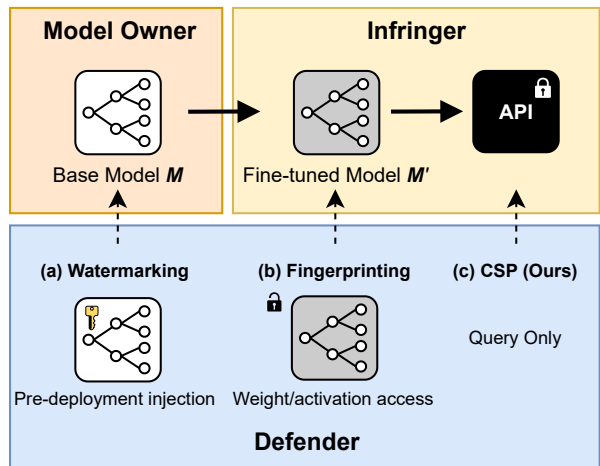 Model Owner
Infringer
API
Base Model M
Fine-tuned Model M'
(a) Watermarking
(b) Fingerprinting
(c) CSP (Ours)
Query Only
Pre-deployment injection
Weight/activation access
Defender